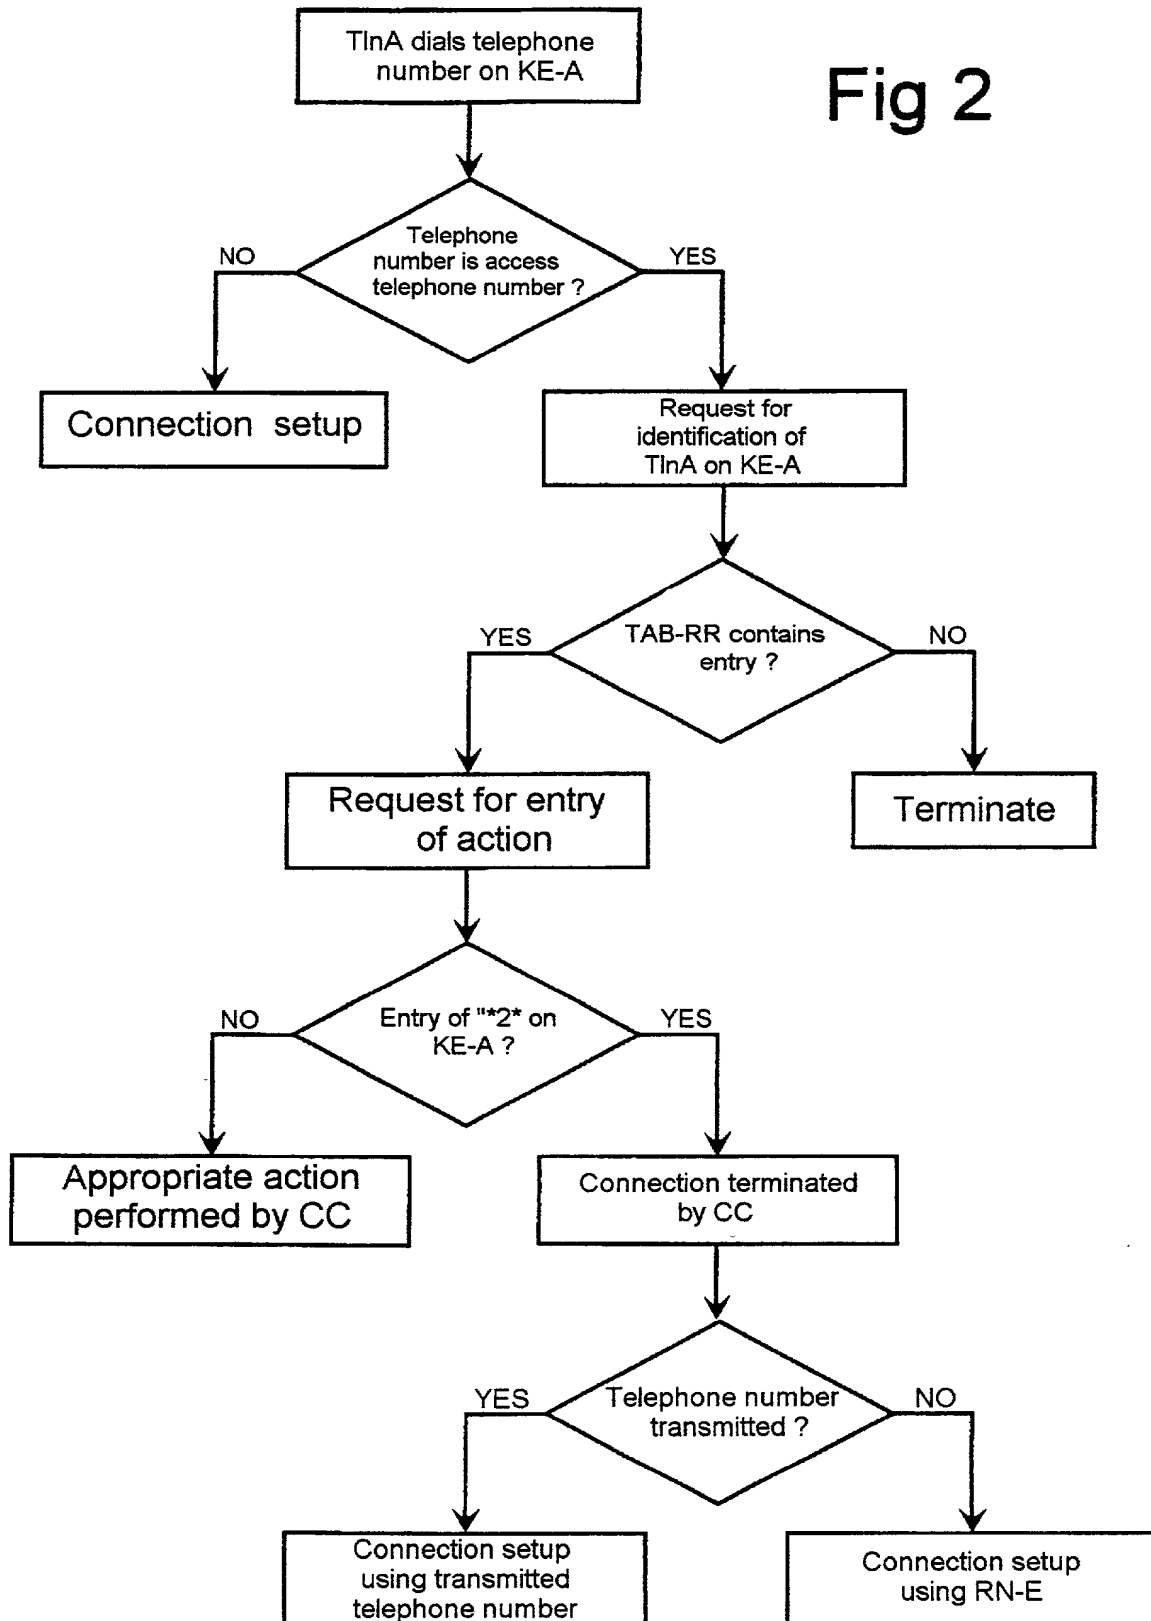 TlnA dials telephone
number on KE-A
Fig 2
Telephone
number is access
telephone number ?
NO
YES
Connection setup
Request for
identification of
TlnA on KE-A
TAB-RR contains
entry ?
YES
NO
Request for entry
of action
Terminate
Entry of "*2* on
KE-A ?
NO
YES
Appropriate action
performed by CC
Connection terminated
by CC
Telephone number
transmitted ?
YES
NO
Connection setup
using transmitted
telephone number
Connection setup
using RN-E